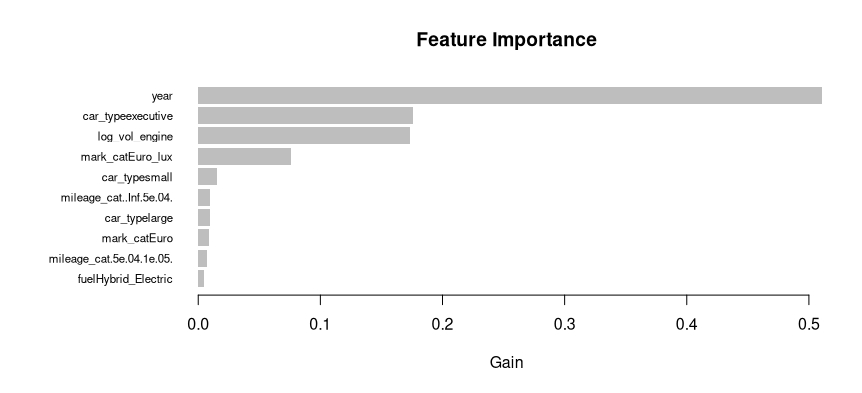 Feature Importance
year
car_typeexecutive
log_vol_engine
mark_catEuro_lux
car_typesmall
mileage_cat..Inf.5e.04.
car_typelarge
mark_catEuro
mileage_cat.5e.04.1e.05.
fuelHybrid_Electric
0.0 0.1 0.2 0.3 0.4 0.5
Gain